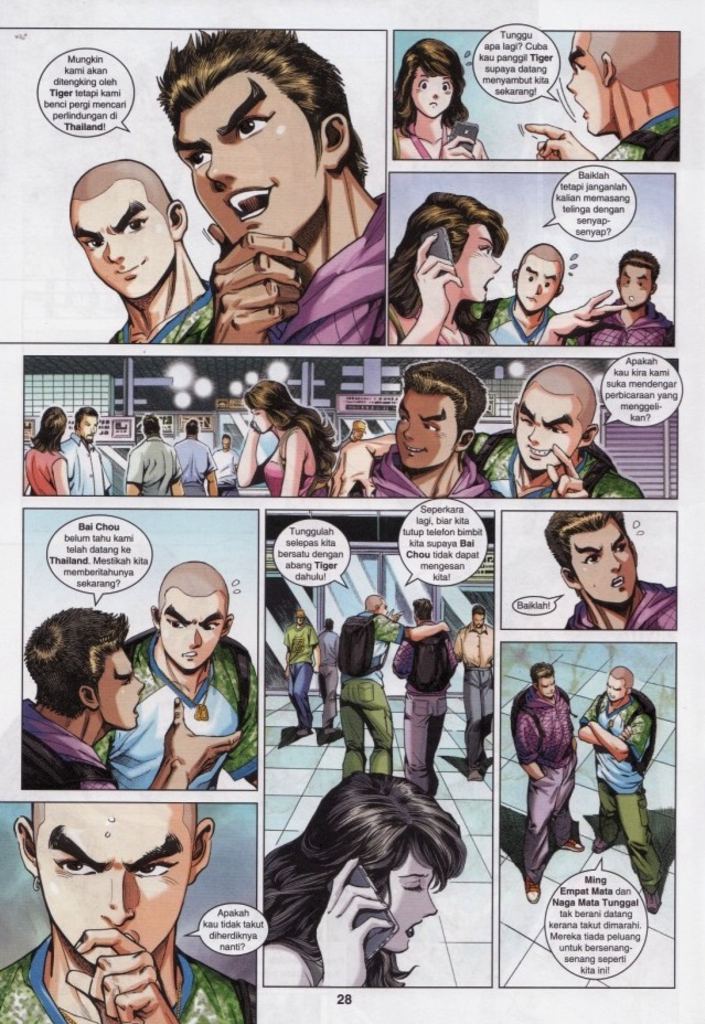 Mungkin
kami akan
ditengking oleh
Tiger tetapi kami
benci pergi mencari
perlindungan di
Thailand!
Tunggu
apa lagi? Cuba
kau panggil Tiger
supaya datang
menyambut kita
sekarang!
Baiklah
tetapi janganlah
kalian memasang
telinga dengan
senyap-
senyap?
Apakah
kau kira kita
suka mendengar
perbicaraan yang
menggeli-
kan?
Bai Chou
belum tahu kami
telah datang ke
Thailand. Mestikah kita
memberitahunya
sekarang?
Tunggulah
selepas kita
bersatu dengan
abang Tiger
dahulu!
Seperkara
lagi, biar kita
tutup telefon bimbit
kita supaya Bai
Chou tidak dapat
mengesan
kita!
Baiklah!
Apakah
kau tidak takut
diherdiknya
nanti?
Ming
Empat Mata dan
Naga Mata Tunggal
tak berani datang
kerana takut dimarahi.
Mereka tiada peluang
untuk bersenang-
senang seperti
kita ini!
28